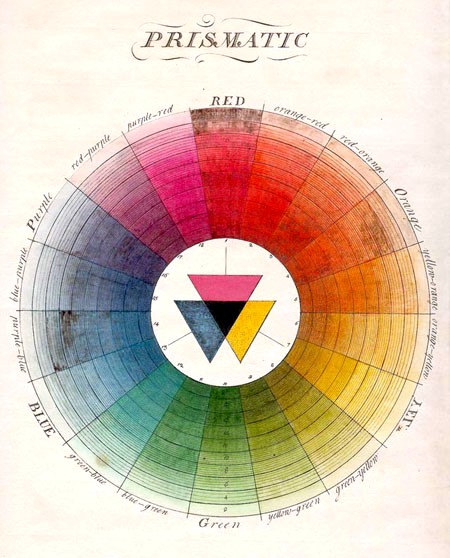 PRISMATIC
RED
orange-red
red-orange
Orange
yellow-orange
orange-yellow
green-yellow
yellow-green
Green
blue-green
green-blue
BLUE
purple-blue
blue-purple
Purple
red-purple
purple-red